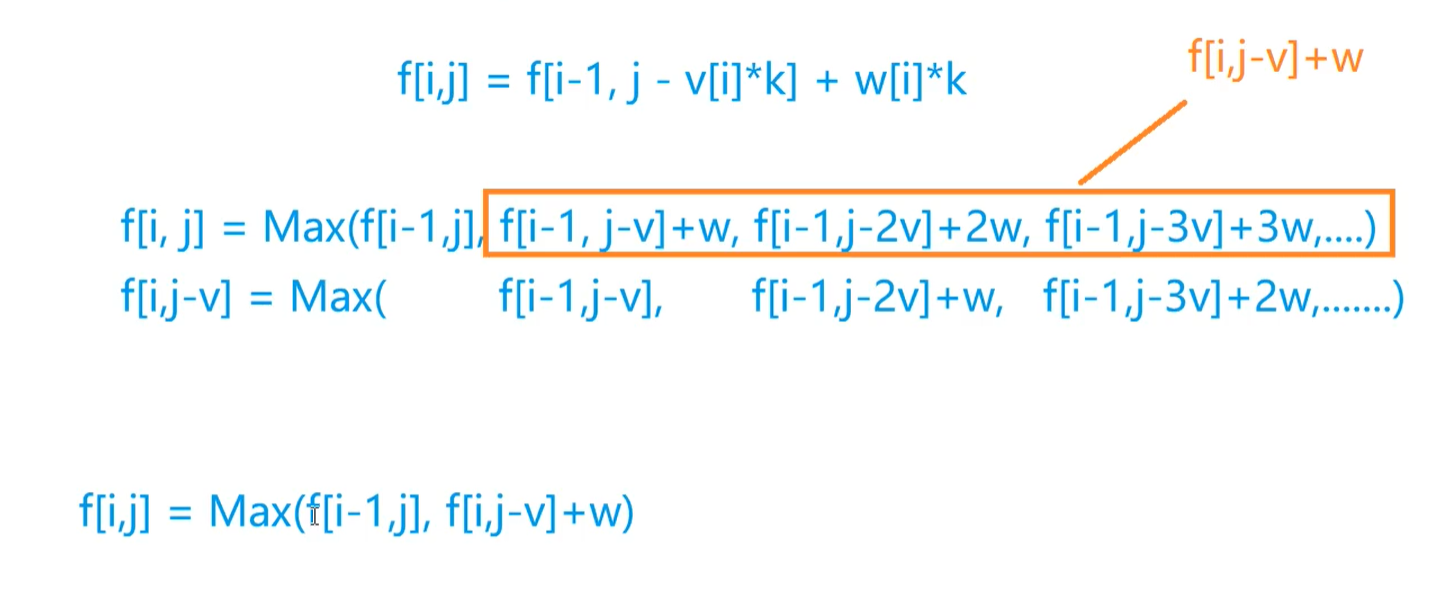 f[i,j-v]+w
f[i,j] = f[i-1, j - v[i]*k] + w[i]*k
f[i, j] = Max(f[i-1,j], f[i-1, j-v]+w, f[i-1,j-2v]+2w, f[i-1,j-3v]+3w,....)
f[i,j-v] = Max( f[i-1,j-v], f[i-1,j-2v]+w, f[i-1,j-3v]+2w,.......)
f[i,j] = Max(f[i-1,j], f[i,j-v]+w)